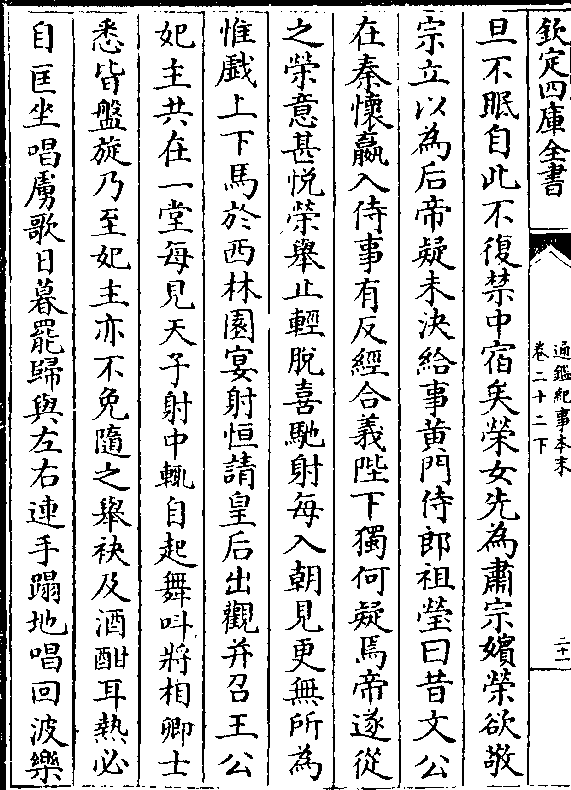 欽定四庫全書
通鑑紀事本末
卷二十二下
二十一
旦不眠自此不復禁中宿矣榮女先為肅宗嬪榮欲敬
宗立以為后帝疑未決給事黄門侍郎祖瑩曰昔文公
在秦懷嬴入侍事有反經合義陛下獨何疑焉帝遂從
之榮意甚悦榮舉止輕脫喜馳射每入朝見更無所為
惟戲上下馬於西林園宴射恒請皇后出觀并召王公
妃主共在一堂每見天子射中輒自起舞叫將相卿士
悉皆盤旋乃至妃主亦不免隨之舉袂及酒酣耳熱必
自匡坐唱虜歌日暮罷歸與左右連手蹋地唱回波樂